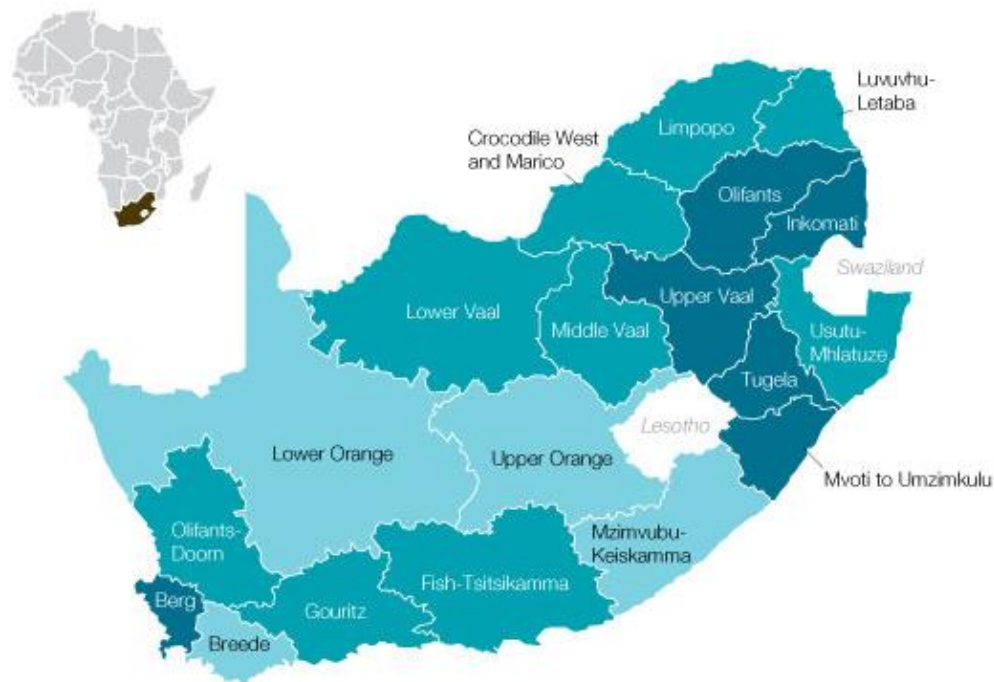 Luvuvhu-
Letaba
Limpopo
Crocodile West
and Marico
Olifants
Inkomati
Swaziland
Upper Vaal
Lower Vaal
Middle Vaal
Usutu-
Mhlatuze
Tugela
Lesotho
Lower Orange
Upper Orange
Mvoti to Umzimkulu
Mzimvubu-
Keiskamma
Olifants-
Doorn
Fish-Tsitsikamma
Berg
Gouritz
Breede